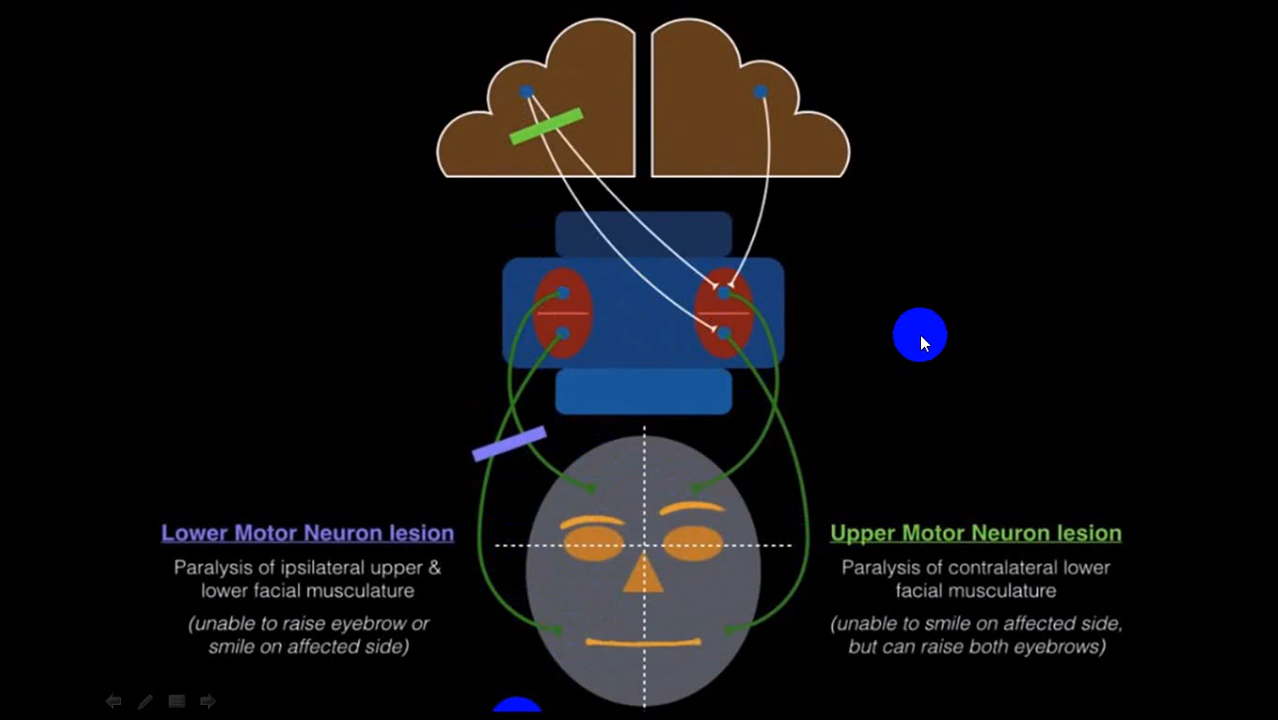 Lower Motor Neuron lesion
Paralysis of ipsilateral upper &
lower facial musculature
(unable to raise eyebrow or
smile on affected side)
Upper Motor Neuron lesion
Paralysis of contralateral lower
facial musculature
(unable to smile on affected side,
but can raise both eyebrows)